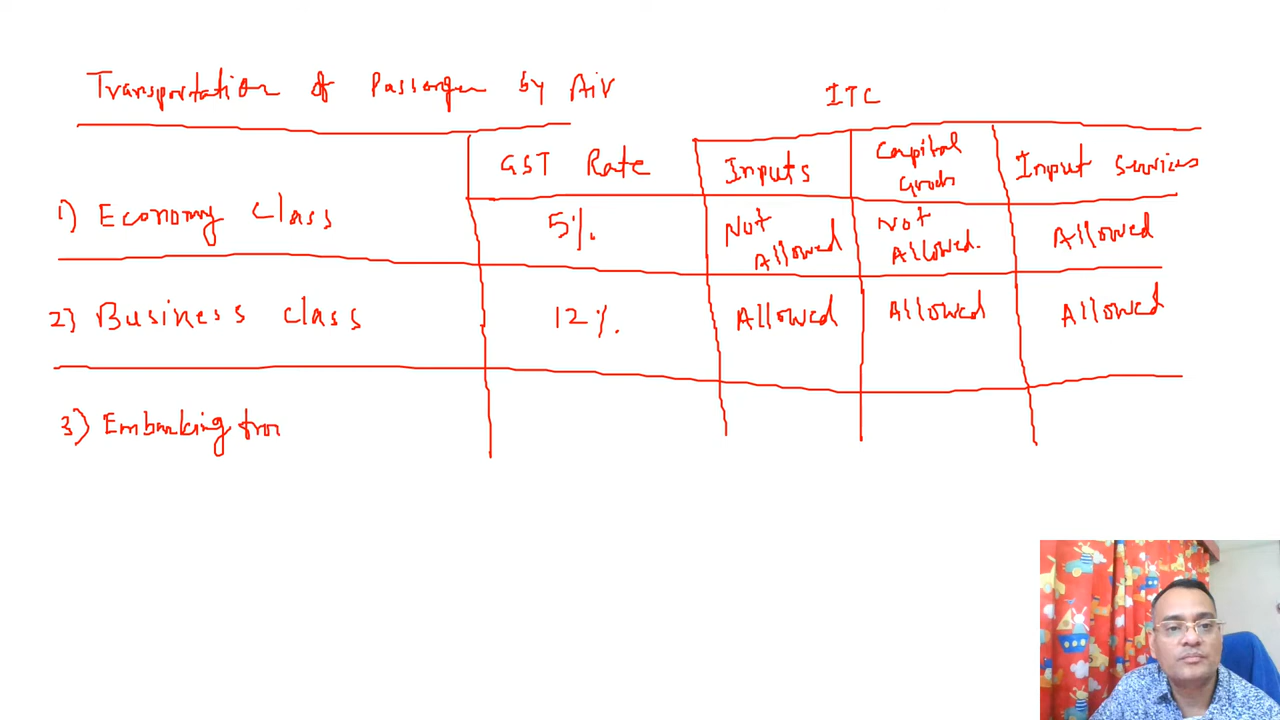 Transportation of Passenger by Air
ITC
GST Rate Inputs Capital Goods Input Services
1) Economy class 5%. Not Allowed Not Allowed. Allowed
2) Business class 12%. Allowed Allowed Allowed
3) Embarking fror